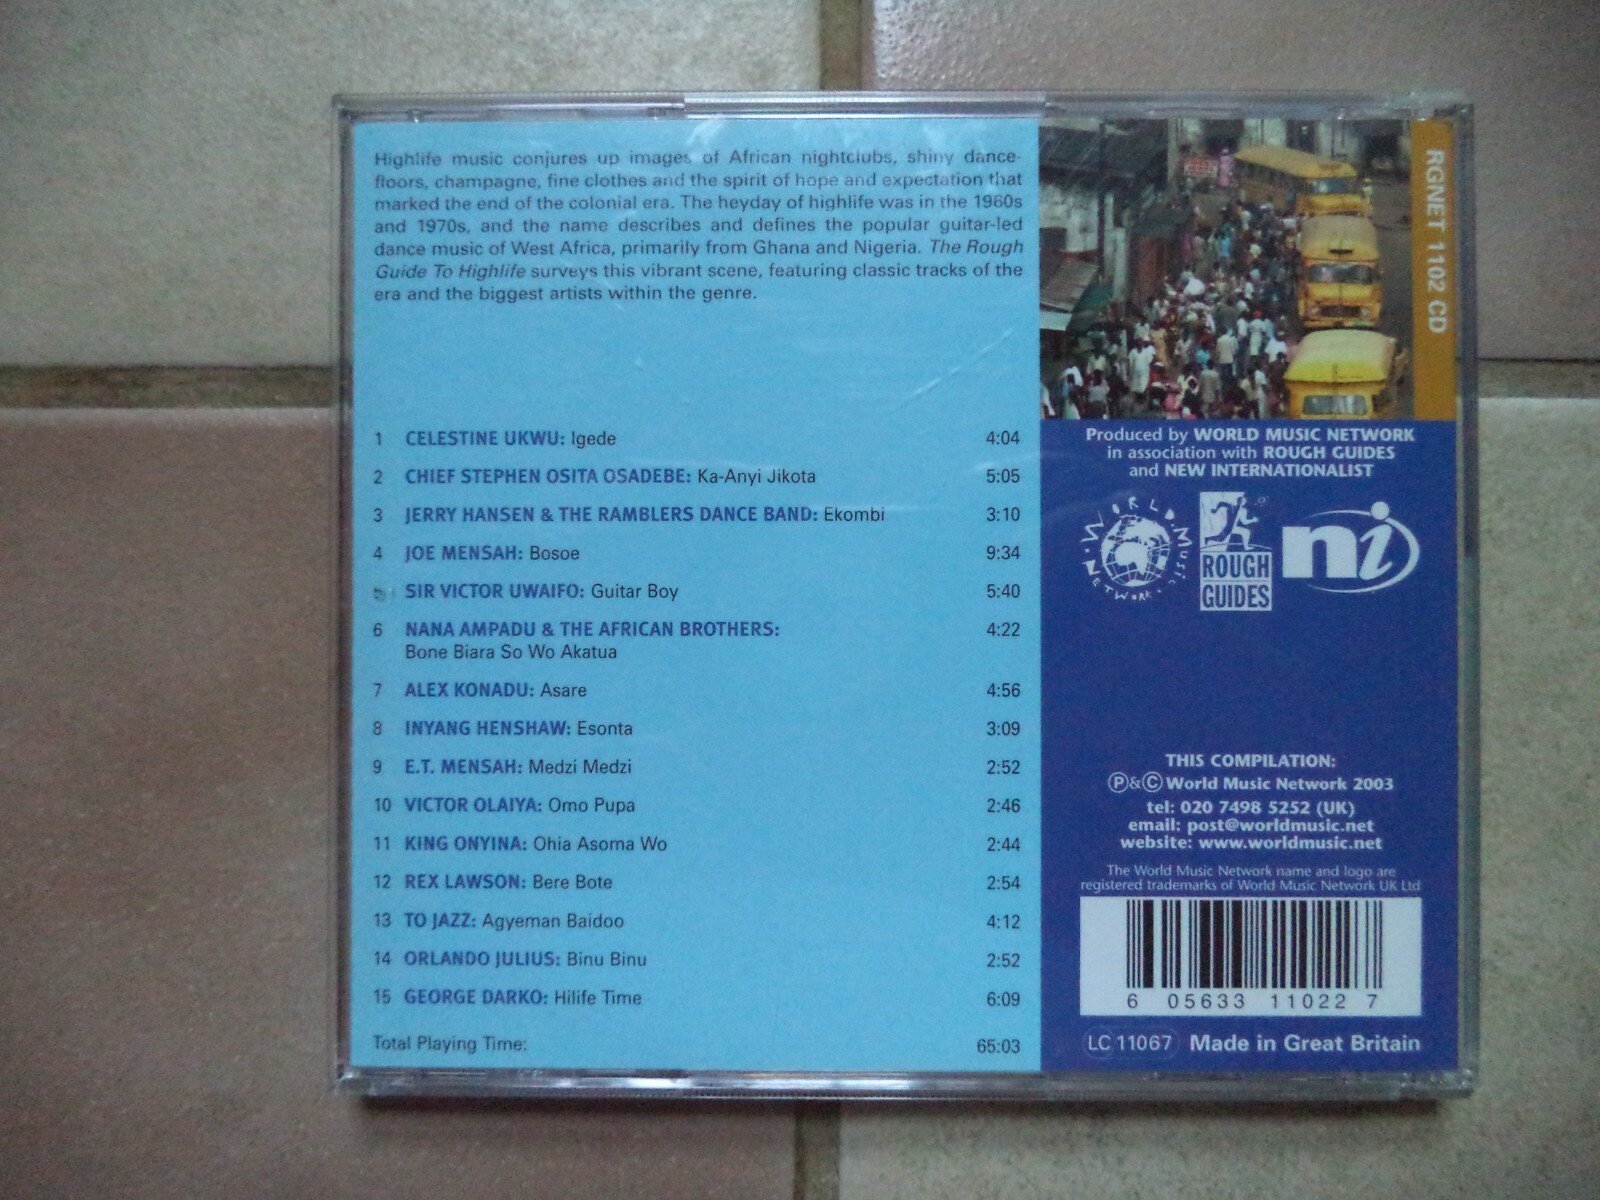 Highlife music conjures up images of African nightclubs, shiny dance-
floors, champagne, fine clothes and the spirit of hope and expectation that
marked the end of the colonial era. The heyday of highlife was in the 1960s
and 1970s, and the name describes and defines the popular guitar-led
dance music of West Africa, primarily from Ghana and Nigeria. The Rough
Guide To Highlife surveys this vibrant scene, featuring classic tracks of the
era and the biggest artists within the genre.
1 CELESTINE UKWU: Igede 4:04
2 CHIEF STEPHEN OSITA OSADEBE: Ka-Anyi Jikota 5:05
3 JERRY HANSEN & THE RAMBLERS DANCE BAND: Ekombi 3:10
4 JOE MENSAH: Bosoe 9:34
SIR VICTOR UWAIFO: Guitar Boy 5:40
6 NANA AMPADU & THE AFRICAN BROTHERS: 4:22
Bone Biara So Wo Akatua
7 ALEX KONADU: Asare 4:56
8 INYANG HENSHAW: Esonta 3:09
9 E.T. MENSAH: Medzi Medzi 2:52
10 VICTOR OLAIYA: Omo Pupa 2:46
11 KING ONYINA: Ohia Asoma Wo 2:44
12 REX LAWSON: Bere Bote 2:54
13 TO JAZZ: Agyeman Baidoo 4:12
14 ORLANDO JULIUS: Binu Binu 2:52
15 GEORGE DARKO: Hilife Time 6:09
Total Playing Time: 65:03
RGNET 1102 CD
Produced by WORLD MUSIC NETWORK
in association with ROUGH GUIDES
and NEW INTERNATIONALIST
WORLD MUSIC NETWORK
ROUGH
GUIDES
ni
THIS COMPILATION:
Ⓟ&© World Music Network 2003
tel: 020 7498 5252 (UK)
email: post@worldmusic.net
website: www.worldmusic.net
The World Music Network name and logo are
registered trademarks of World Music Network UK Ltd
6 05633 11022 7
LC 11067 Made in Great Britain